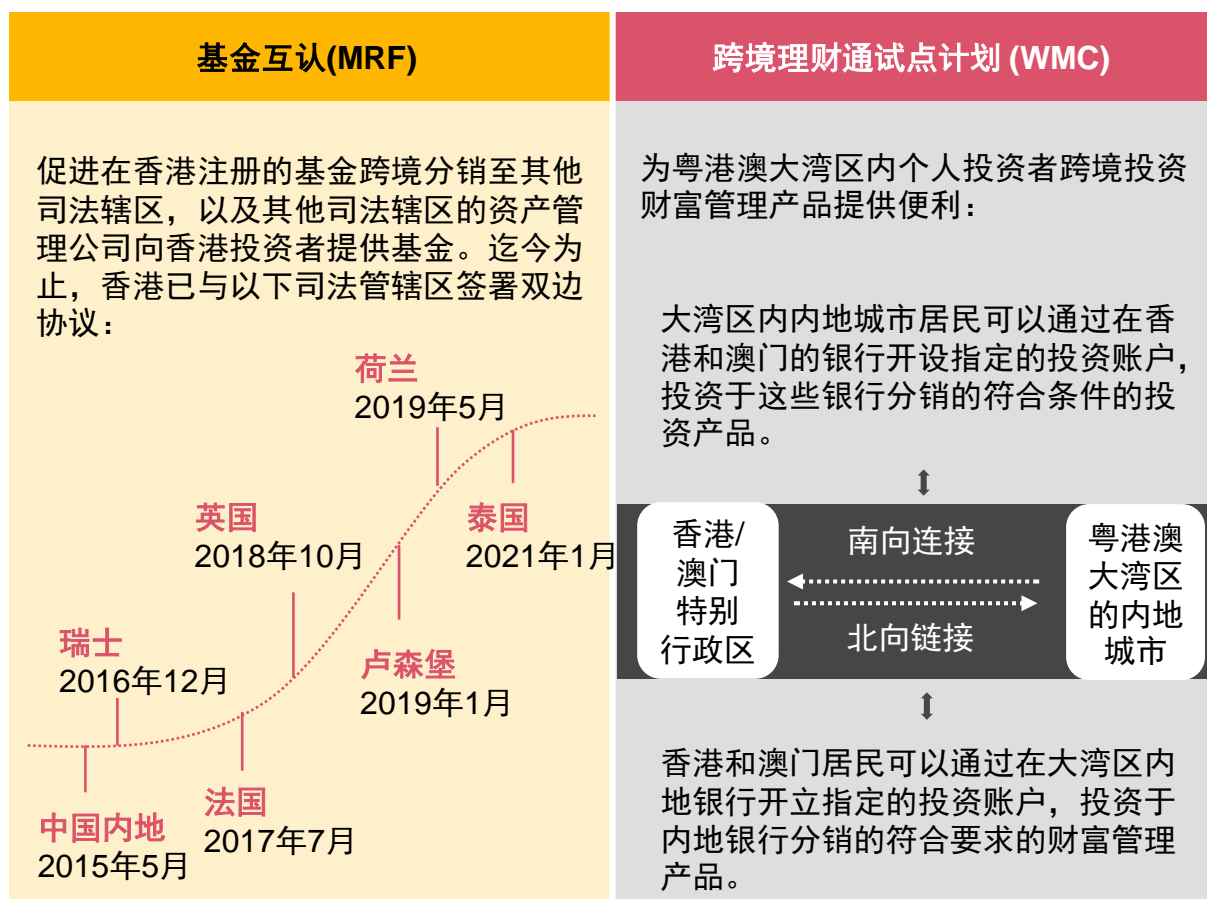 基金互认(MRF)
促进在香港注册的基金跨境分销至其他
司法辖区，以及其他司法辖区的资产管
理公司向香港投资者提供基金。迄今为
止，香港已与以下司法管辖区签署双边
协议：
荷兰
2019年5月
英国
2018年10月
泰国
2021年1月
瑞士
2016年12月
卢森堡
2019年1月
法国
2017年7月
中国内地
2015年5月
跨境理财通试点计划 (WMC)
为粤港澳大湾区内个人投资者跨境投资
财富管理产品提供便利：
大湾区内内地城市居民可以通过在香
港和澳门的银行开设指定的投资账户，
投资于这些银行分销的符合条件的投
资产品。
香港/
澳门
特别
行政区
南向连接
北向链接
粤港澳
大湾区
的内地
城市
香港和澳门居民可以通过在大湾区内
地银行开立指定的投资账户，投资于
内地银行分销的符合要求的财富管理
产品。